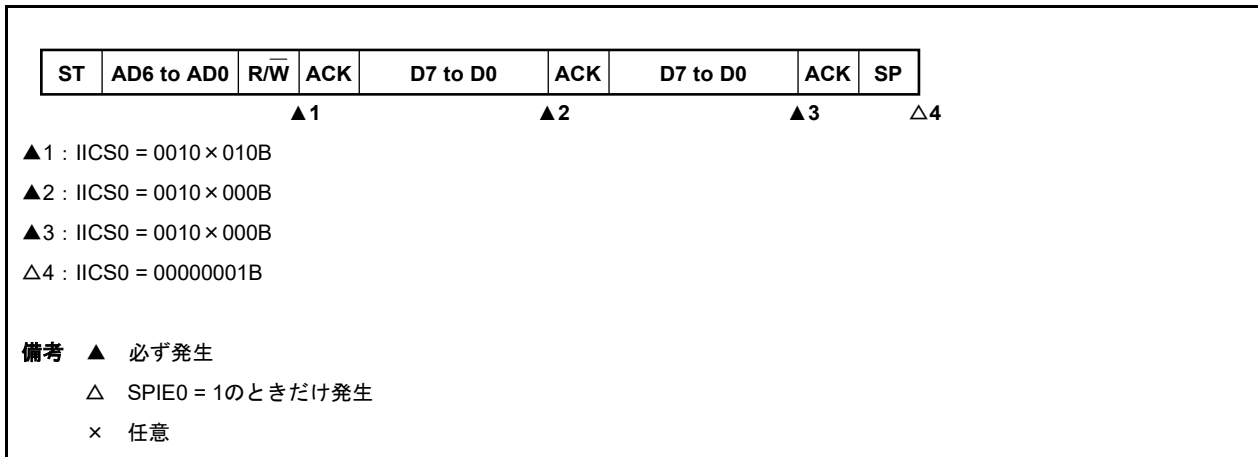 ST AD6 to AD0 R/W̅ ACK D7 to D0 ACK D7 to D0 ACK SP
▲1 ▲2 ▲3 △4
▲1：IICS0 = 0010×010B
▲2：IICS0 = 0010×000B
▲3：IICS0 = 0010×000B
△4：IICS0 = 00000001B
備考 ▲ 必ず発生
△ SPIE0 = 1のときだけ発生
× 任意